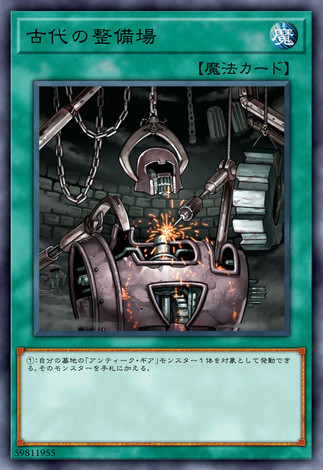 古代の整備場
魔
【魔法カード】
①:自分の墓地の「アンティーク・ギア」モンスター1体を対象として発動でき
る。そのモンスターを手札に加える。
59811955